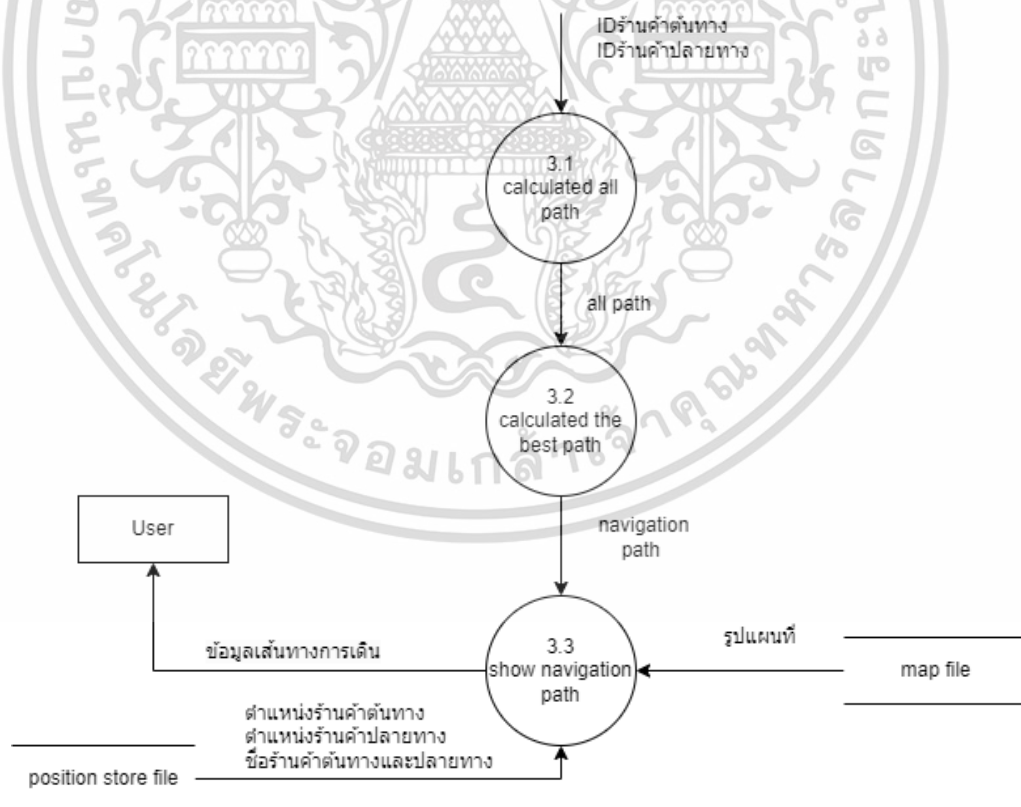 IDร้านค้าต้นทาง
IDร้านค้าปลายทาง
3.1
calculated all
path
all path
3.2
calculated the
best path
navigation
path
User
ข้อมูลเส้นทางการเดิน
3.3
show navigation
path
รูปแผนที่
map file
ตำแหน่งร้านค้าต้นทาง
ตำแหน่งร้านค้าปลายทาง
ชื่อร้านค้าต้นทางและปลายทาง
position store file